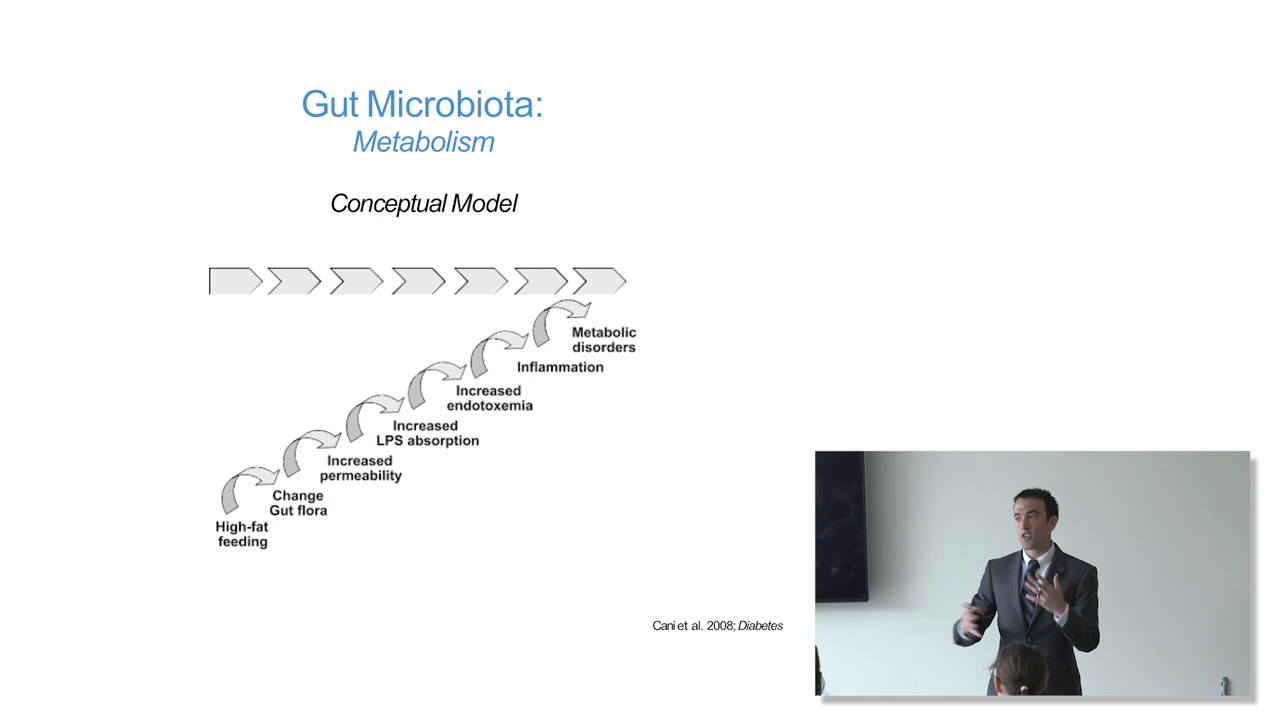 Gut Microbiota:
Metabolism
Conceptual Model
Metabolic
disorders
Inflammation
Increased
endotoxemia
Increased
LPS absorption
Increased
permeability
Change
Gut flora
High-fat
feeding
Cani et al. 2008; Diabetes